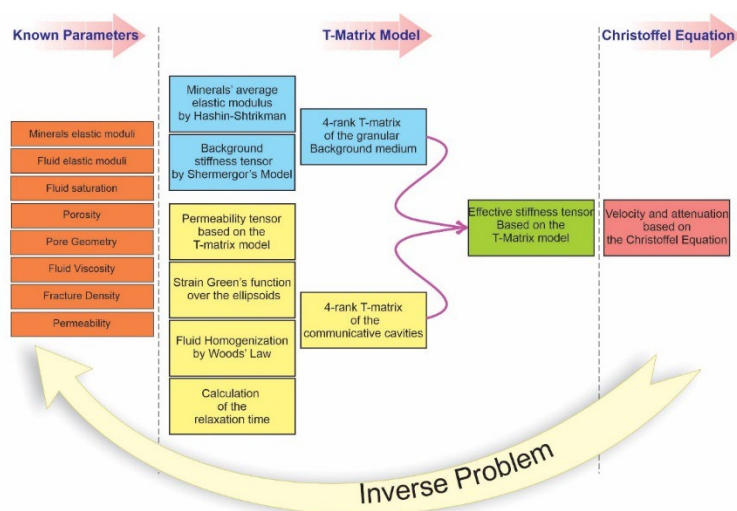 Known Parameters
T-Matrix Model
Christoffel Equation
Minerals elastic moduli
Fluid elastic moduli
Fluid saturation
Porosity
Pore Geometry
Fluid Viscosity
Fracture Density
Permeability
Minerals' average
elastic modulus
by Hashin-Shtrikman
Background
stiffness tensor
by Shermergor's Model
Permeability tensor
based on the
T-matrix model
Strain Green's function
over the ellipsoids
Fluid Homogenization
by Woods' Law
Calculation
of the
relaxation time
4-rank T-matrix
of the granular
Background medium
4-rank T-matrix
of the
communicative cavities
Effective stiffness tensor
Based on the
T-Matrix model
Velocity and attenuation
based on
the Christoffel Equation
Inverse Problem